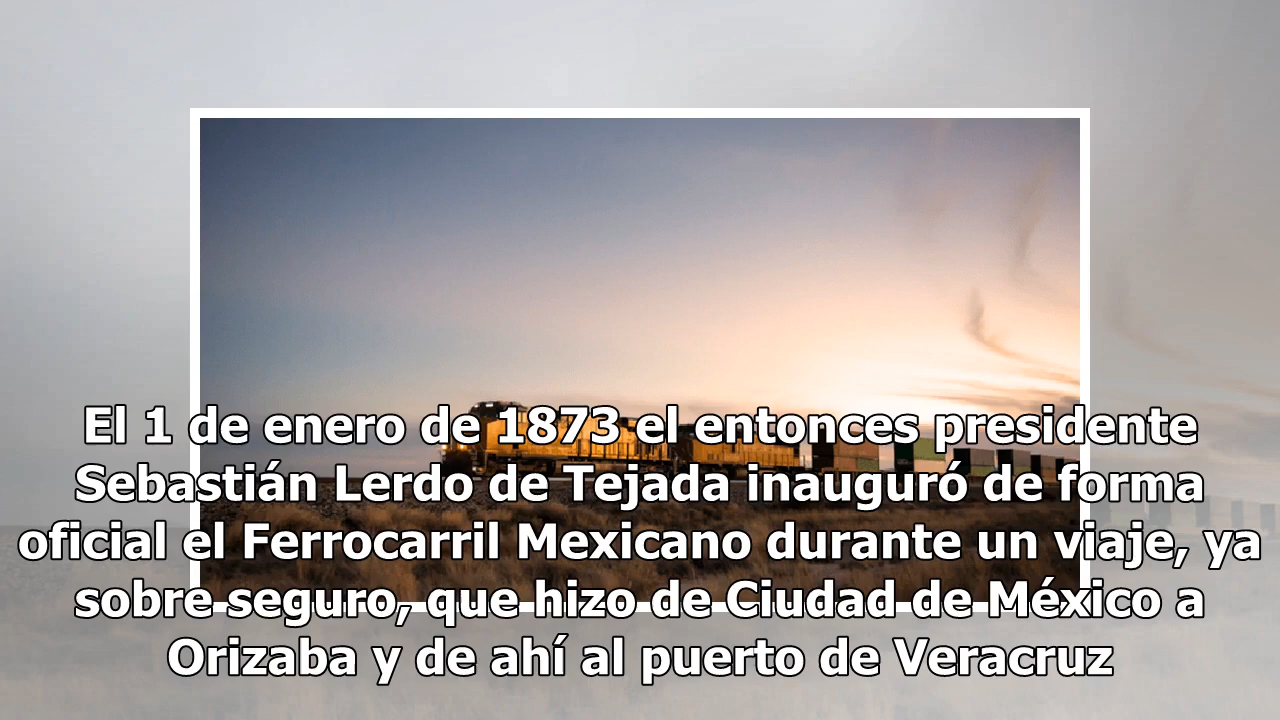 El 1 de enero de 1873 el entonces presidente
Sebastián Lerdo de Tejada inauguró de forma
oficial el Ferrocarril Mexicano durante un viaje, ya
sobre seguro, que hizo de Ciudad de México a
Orizaba y de ahí al puerto de Veracruz